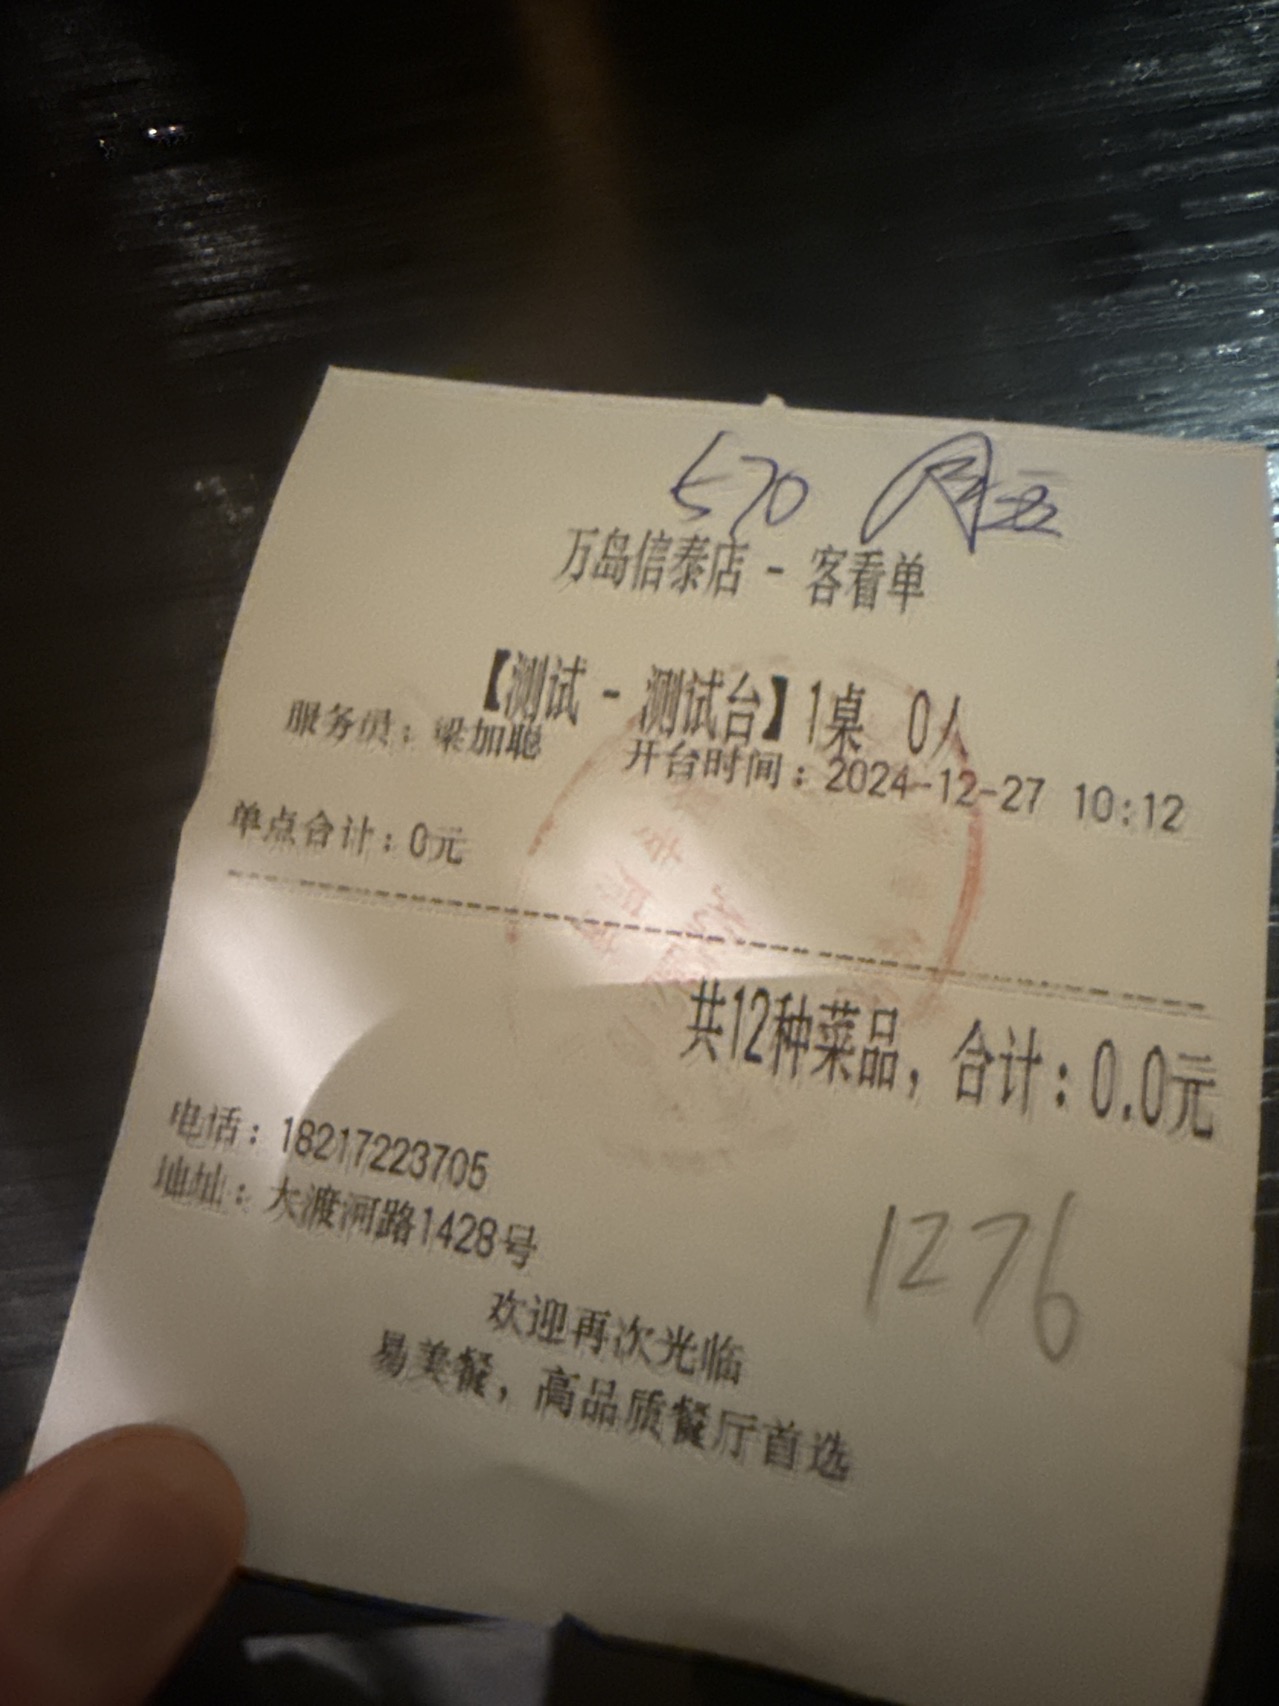 570 周五
万岛信泰店 - 客看单
【测试 - 测试台】1桌 0人
服务员：梁加聪 开台时间：2024-12-27 10:12
单点合计：0元
共12种菜品，合计：0.0元
电话：18217223705
地址：大渡河路1428号
1276
欢迎再次光临
易美餐，高品质餐厅首选